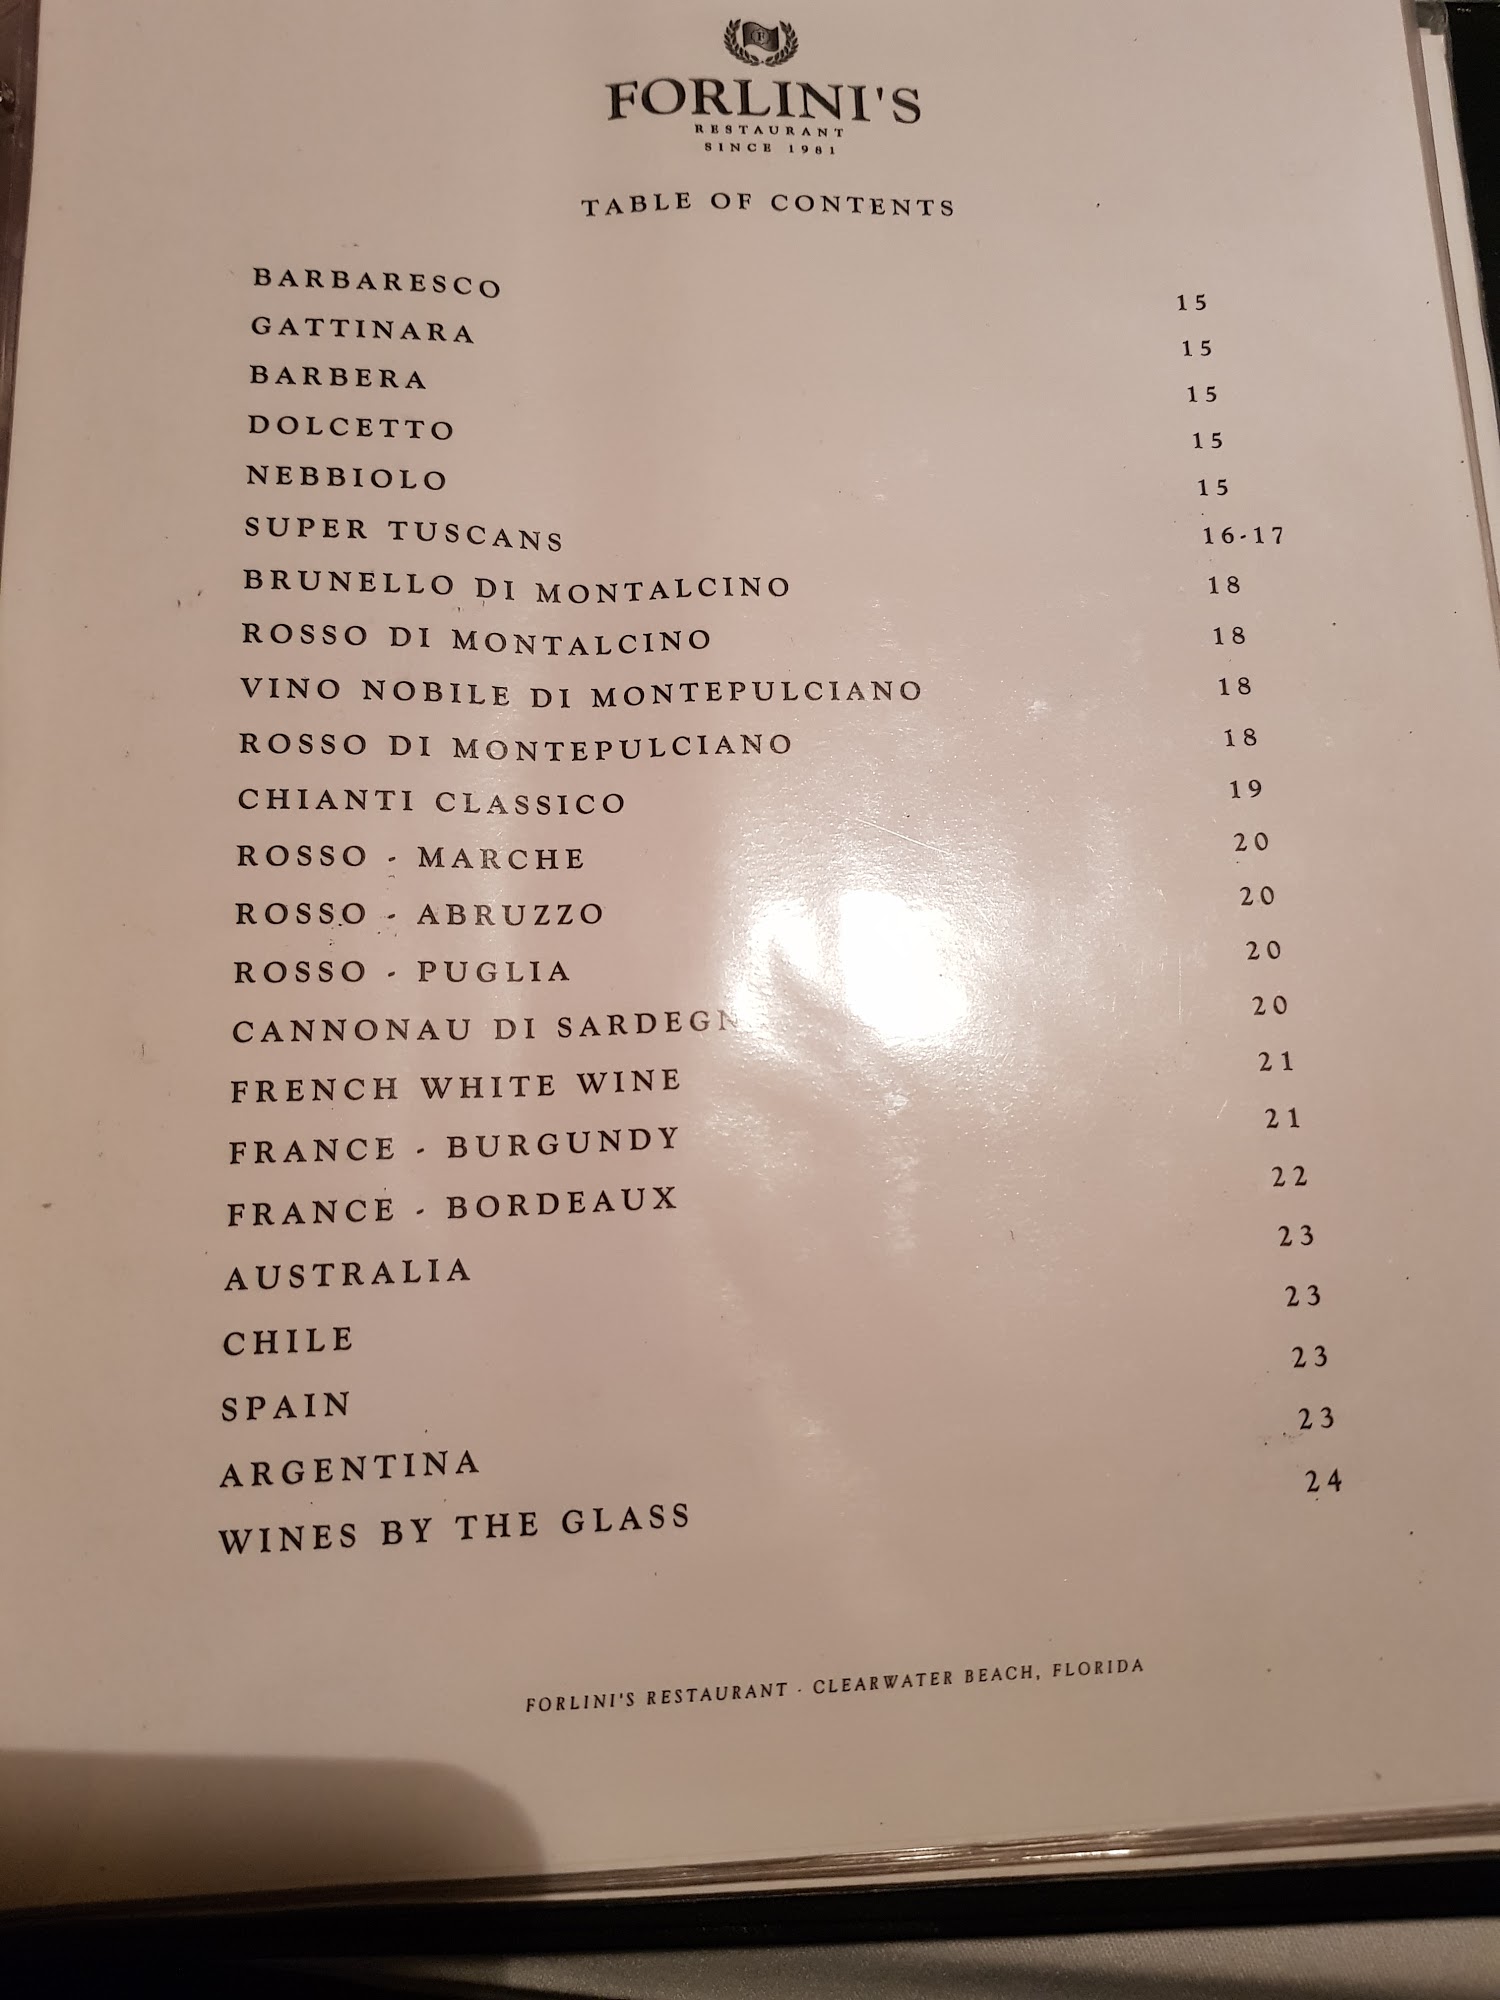 FORLINI'S
RESTAURANT
SINCE 1981
TABLE OF CONTENTS
BARBARESCO 15
GATTINARA 15
BARBERA 15
DOLCETTO 15
NEBBIOLO 15
SUPER TUSCANS 16-17
BRUNELLO DI MONTALCINO 18
ROSSO DI MONTALCINO 18
VINO NOBILE DI MONTEPULCIANO 18
ROSSO DI MONTEPULCIANO 18
CHIANTI CLASSICO 19
ROSSO - MARCHE 20
ROSSO - ABRUZZO 20
ROSSO - PUGLIA 20
CANNONAU DI 20
FRENCH WHITE WINE 21
FRANCE - BURGUNDY 21
FRANCE - BORDEAUX 22
AUSTRALIA 23
CHILE 23
SPAIN 23
ARGENTINA 23
WINES BY THE GLASS 24
FORLINI'S RESTAURANT · CLEARWATER BEACH, FLORIDA